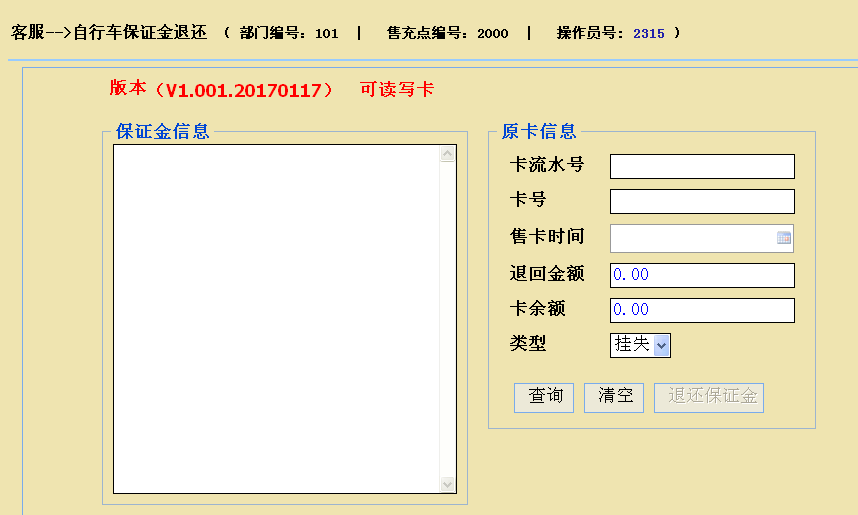 客服-->自行车保证金退还 ( 部门编号: 101 | 售充点编号: 2000 | 操作员号: 2315 )
版本（V1.001.20170117） 可读写卡
保证金信息
原卡信息
卡流水号
卡号
售卡时间
退回金额 0.00
卡余额 0.00
类型 挂失
查询 清空 退还保证金